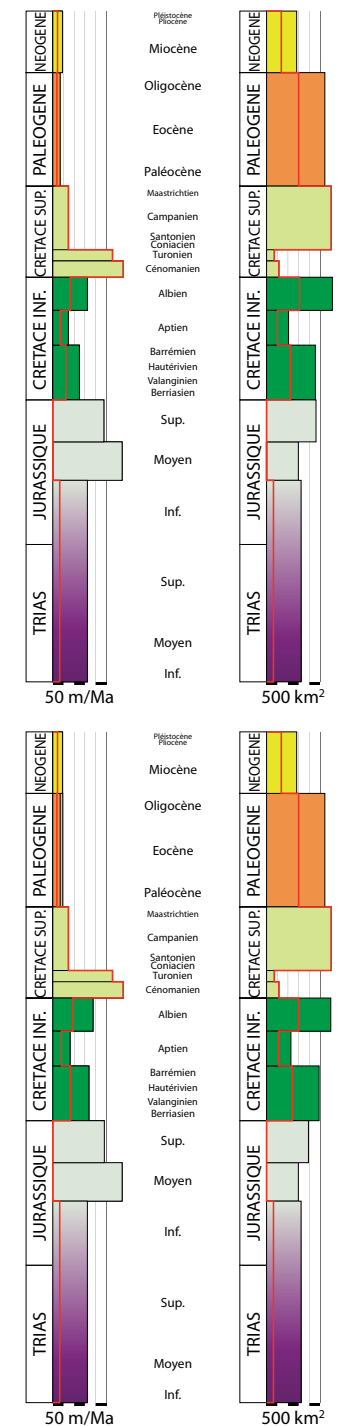 NEOGENE
PALEOGENE
CRETACE SUP.
CRETACE INF.
JURASSIQUE
TRIAS
Pléistocène
Pliocène
Miocène
Oligocène
Eocène
Paléocène
Maastrichtien
Campanien
Santonien
Coniacien
Turonien
Cénomanien
Albien
Aptien
Barrémien
Hautérivien
Valanginien
Berriasien
Sup.
Moyen
Inf.
Sup.
Moyen
Inf.
NEOGENE
PALEOGENE
CRETACE SUP.
CRETACE INF.
JURASSIQUE
TRIAS
50 m/Ma
500 km²
NEOGENE
PALEOGENE
CRETACE SUP.
CRETACE INF.
JURASSIQUE
TRIAS
Pléistocène
Pliocène
Miocène
Oligocène
Eocène
Paléocène
Maastrichtien
Campanien
Santonien
Coniacien
Turonien
Cénomanien
Albien
Aptien
Barrémien
Hautérivien
Valanginien
Berriasien
Sup.
Moyen
Inf.
Sup.
Moyen
Inf.
NEOGENE
PALEOGENE
CRETACE SUP.
CRETACE INF.
JURASSIQUE
TRIAS
50 m/Ma
500 km²